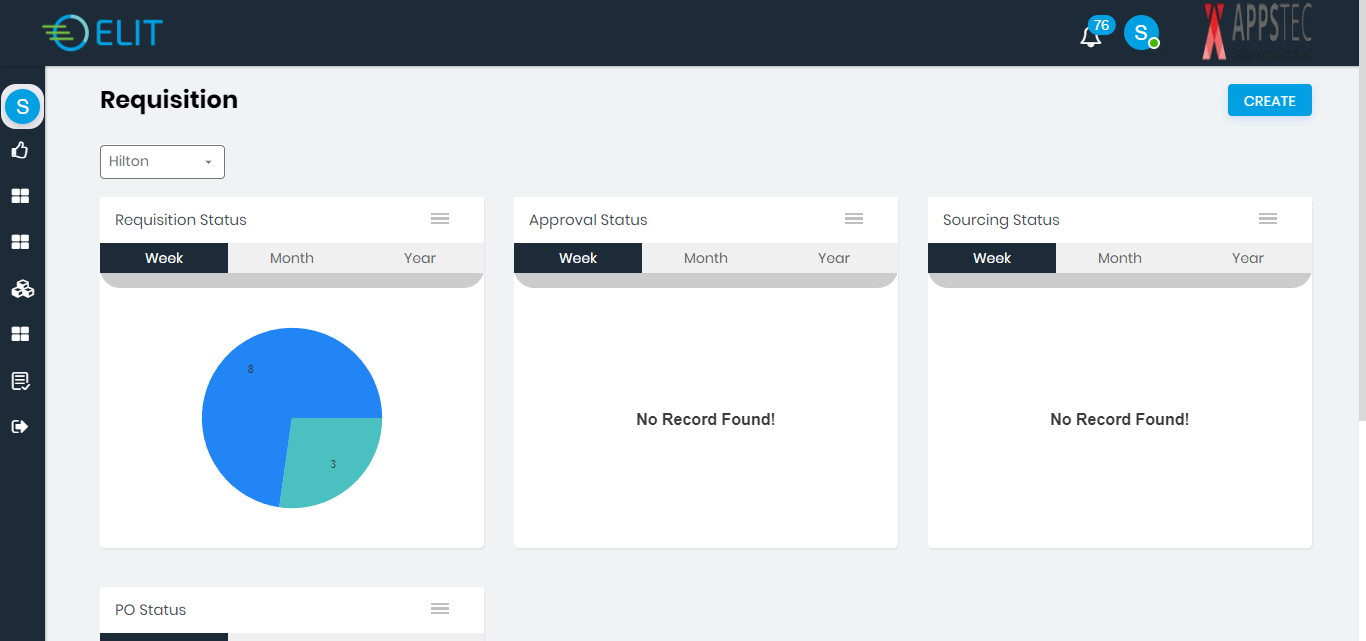 ELIT
76
S
APPSTEC
S
Requisition
CREATE
Hilton
Requisition Status
Week Month Year
8
3
Approval Status
Week Month Year
No Record Found!
Sourcing Status
Week Month Year
No Record Found!
PO Status